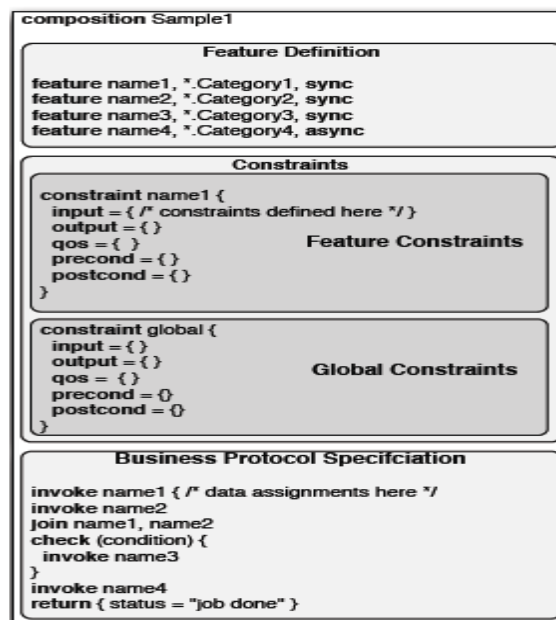 composition Sample1
Feature Definition
feature name1, *.Category1, sync
feature name2, *.Category2, sync
feature name3, *.Category3, sync
feature name4, *.Category4, async
Constraints
constraint name1 {
input = { /* constraints defined here */ }
output = { }
qos = { }
precond = { }
postcond = { }
}
Feature Constraints
constraint global {
input = { }
output = { }
qos = { }
precond = {}
postcond = {}
}
Global Constraints
Business Protocol Specifciation
invoke name1 { /* data assignments here */
invoke name2
join name1, name2
check (condition) {
invoke name3
}
invoke name4
return { status = "job done" }